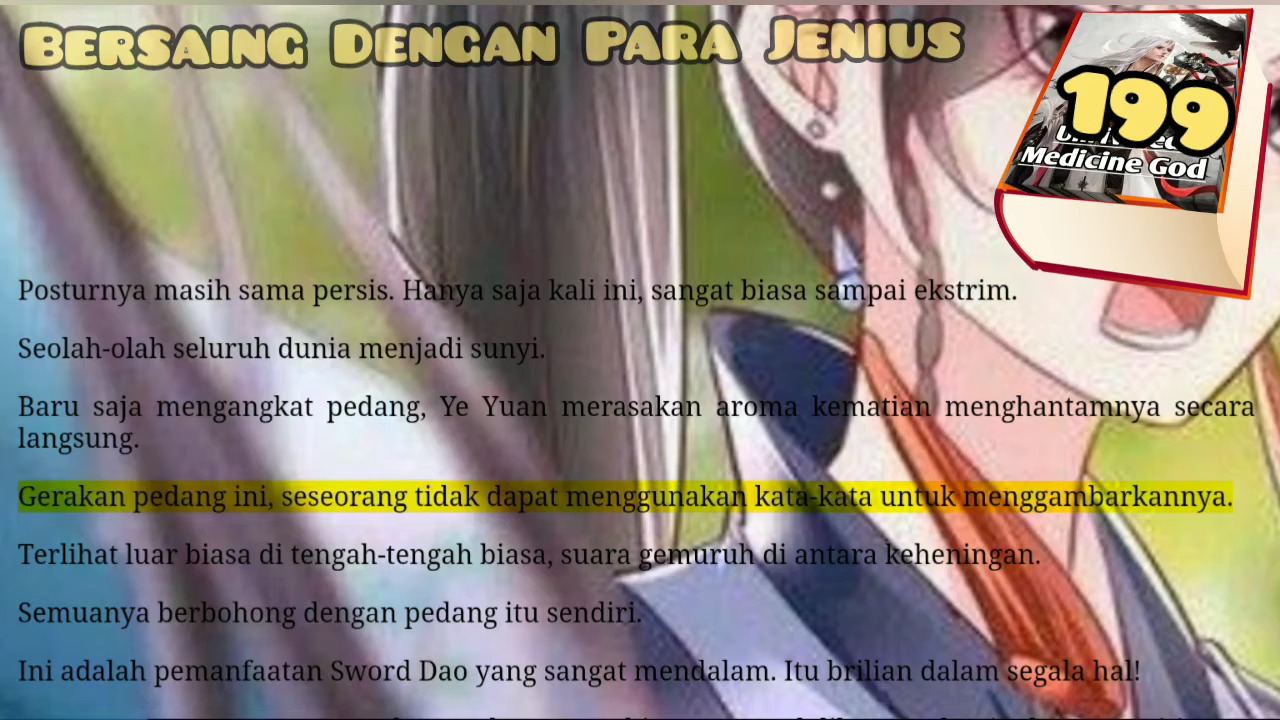 Bersaing Dengan Para Jenius
199
Medicine God
Posturnya masih sama persis. Hanya saja kali ini, sangat biasa sampai ekstrim.
Seolah-olah seluruh dunia menjadi sunyi.
Baru saja mengangkat pedang, Ye Yuan merasakan aroma kematian menghantamnya secara
langsung.
Gerakan pedang ini, seseorang tidak dapat menggunakan kata-kata untuk menggambarkannya.
Terlihat luar biasa di tengah-tengah biasa, suara gemuruh di antara keheningan.
Semuanya berbohong dengan pedang itu sendiri.
Ini adalah pemanfaatan Sword Dao yang sangat mendalam. Itu brilian dalam segala hal!